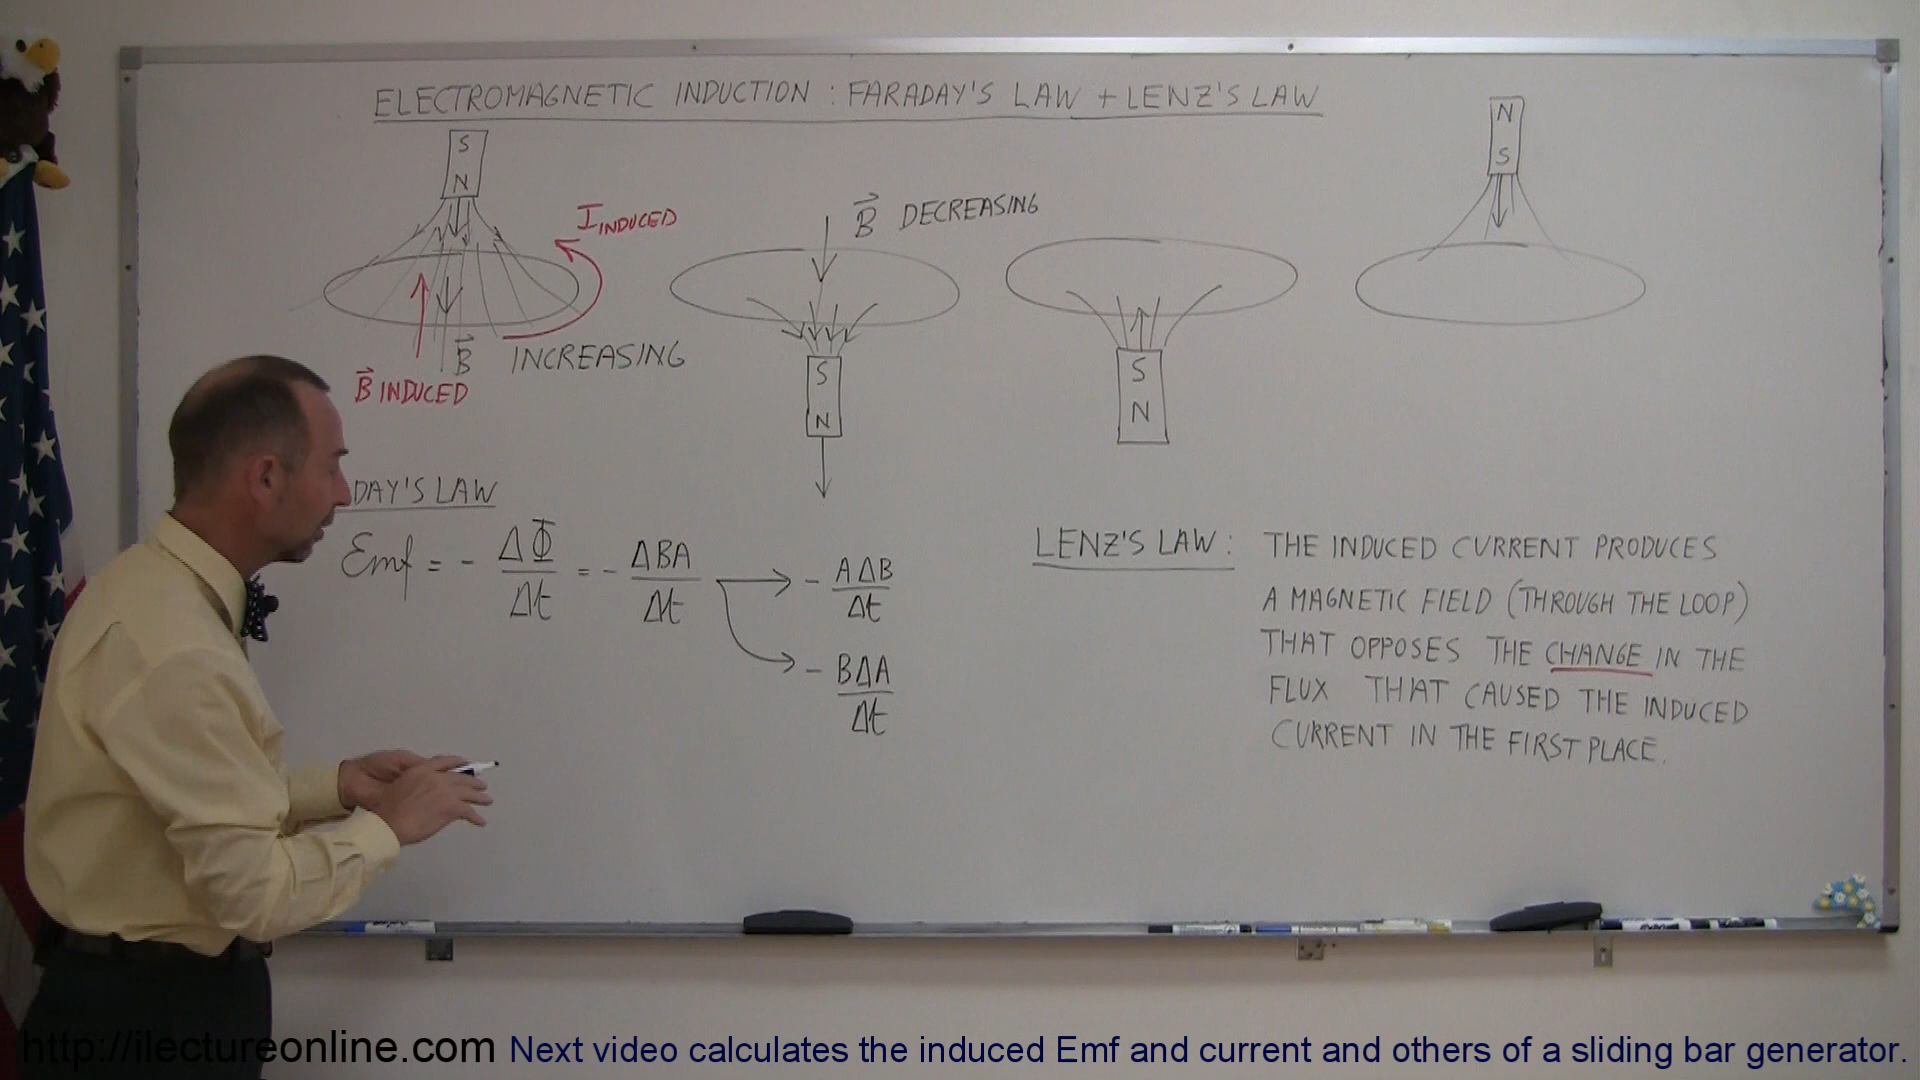 ELECTROMAGNETIC INDUCTION : FARADAY'S LAW + LENZ'S LAW
S
N
I INDUCED
B⃗ INDUCED
B⃗ INCREASING
B⃗ DECREASING
S
N
S
N
N
S
DAY'S LAW
Emf = - ΔΦ/Δt = - ΔBA/Δt → - AΔB/Δt
→ - BΔA/Δt
LENZ'S LAW : THE INDUCED CURRENT PRODUCES
A MAGNETIC FIELD (THROUGH THE LOOP)
THAT OPPOSES THE CHANGE IN THE
FLUX THAT CAUSED THE INDUCED
CURRENT IN THE FIRST PLACE.
http://ilectureonline.com Next video calculates the induced Emf and current and others of a sliding bar generator.